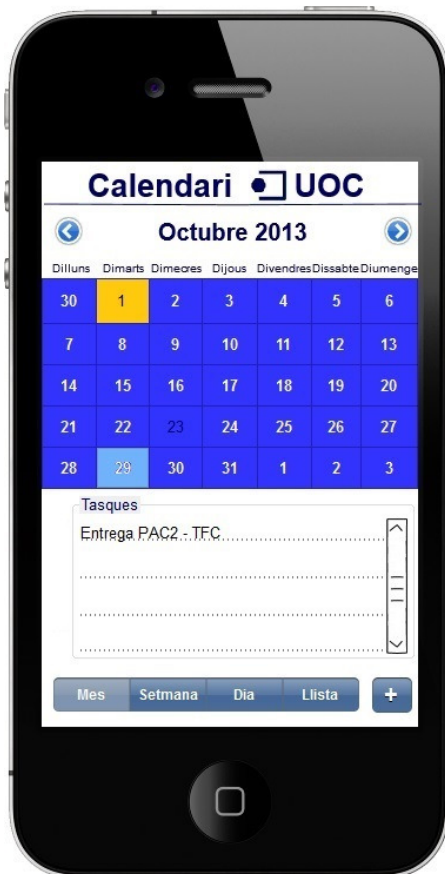 Calendari UOC
Octubre 2013
Dilluns Dimarts Dimecres Dijous Divendres Dissabte Diumenge
30 1 2 3 4 5 6
7 8 9 10 11 12 13
14 15 16 17 18 19 20
21 22 23 24 25 26 27
28 29 30 31 1 2 3
Tasques
Entrega PAC2 - TFC
Mes Setmana Dia Llista +